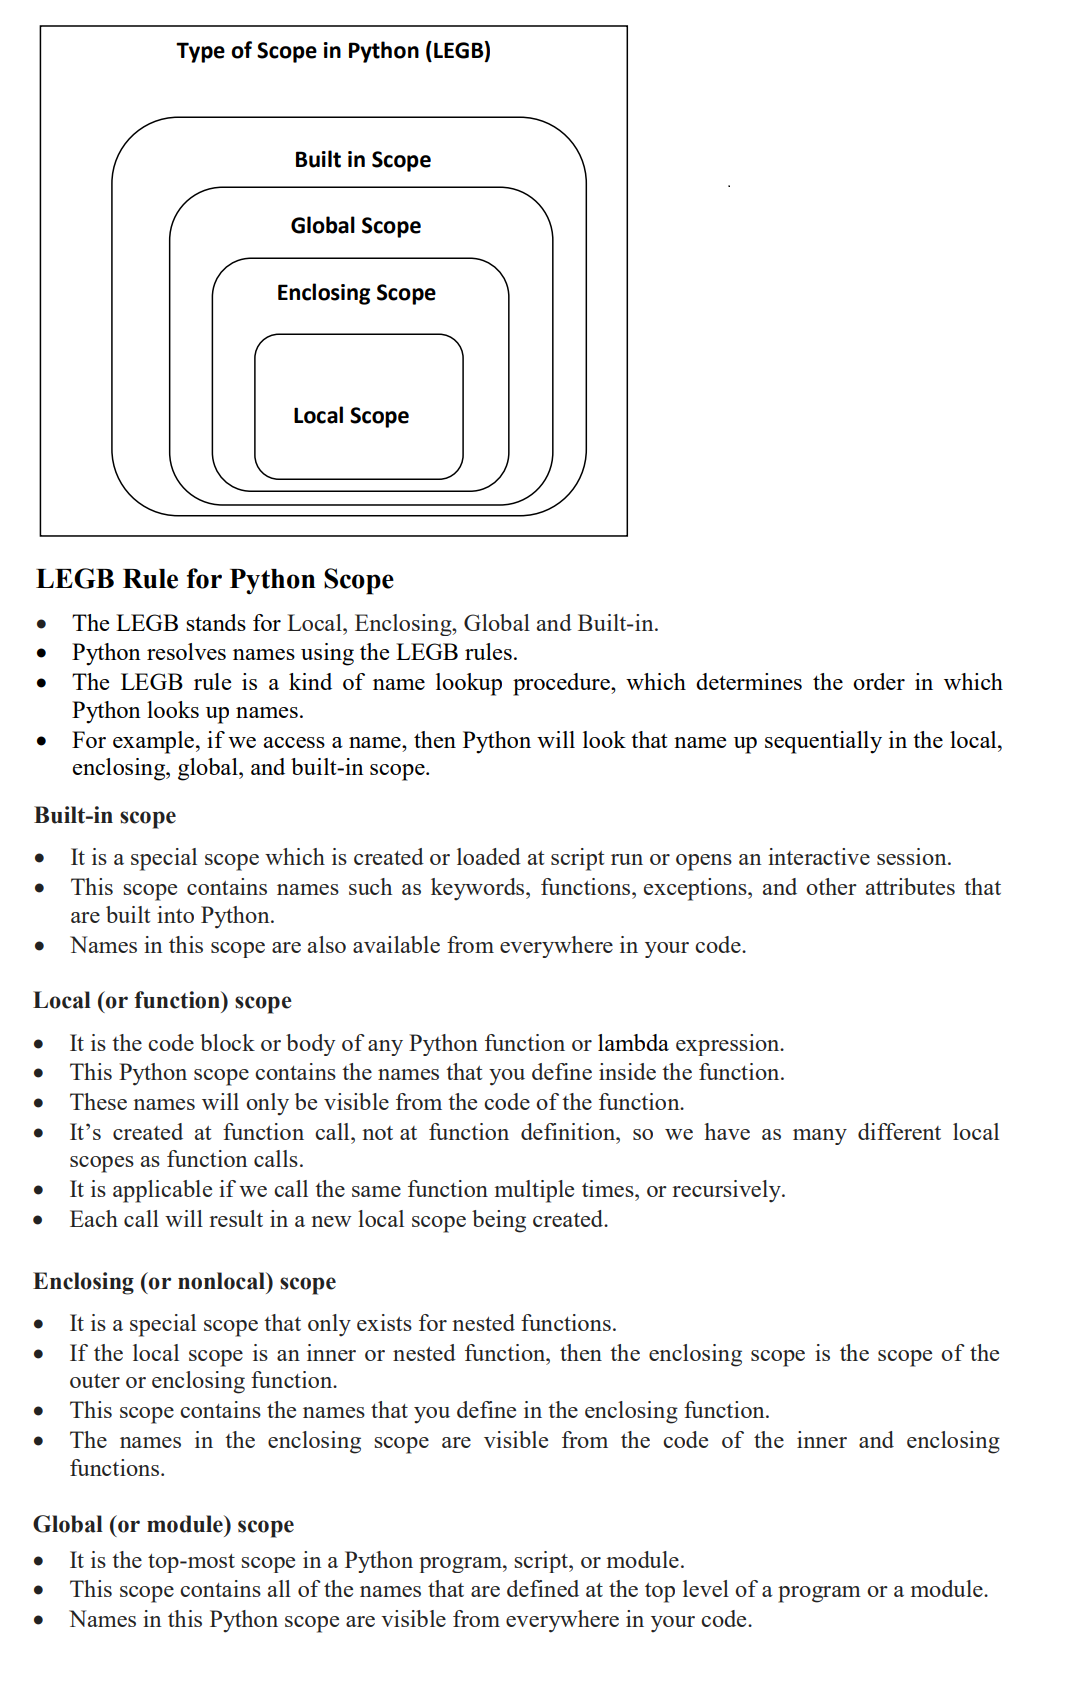 Type of Scope in Python (LEGB)
Built in Scope
Global Scope
Enclosing Scope
Local Scope
LEGB Rule for Python Scope
• The LEGB stands for Local, Enclosing, Global and Built-in.
• Python resolves names using the LEGB rules.
• The LEGB rule is a kind of name lookup procedure, which determines the order in which
Python looks up names.
• For example, if we access a name, then Python will look that name up sequentially in the local,
enclosing, global, and built-in scope.
Built-in scope
• It is a special scope which is created or loaded at script run or opens an interactive session.
• This scope contains names such as keywords, functions, exceptions, and other attributes that
are built into Python.
• Names in this scope are also available from everywhere in your code.
Local (or function) scope
• It is the code block or body of any Python function or lambda expression.
• This Python scope contains the names that you define inside the function.
• These names will only be visible from the code of the function.
• It’s created at function call, not at function definition, so we have as many different local
scopes as function calls.
• It is applicable if we call the same function multiple times, or recursively.
• Each call will result in a new local scope being created.
Enclosing (or nonlocal) scope
• It is a special scope that only exists for nested functions.
• If the local scope is an inner or nested function, then the enclosing scope is the scope of the
outer or enclosing function.
• This scope contains the names that you define in the enclosing function.
• The names in the enclosing scope are visible from the code of the inner and enclosing
functions.
Global (or module) scope
• It is the top-most scope in a Python program, script, or module.
• This scope contains all of the names that are defined at the top level of a program or a module.
• Names in this Python scope are visible from everywhere in your code.